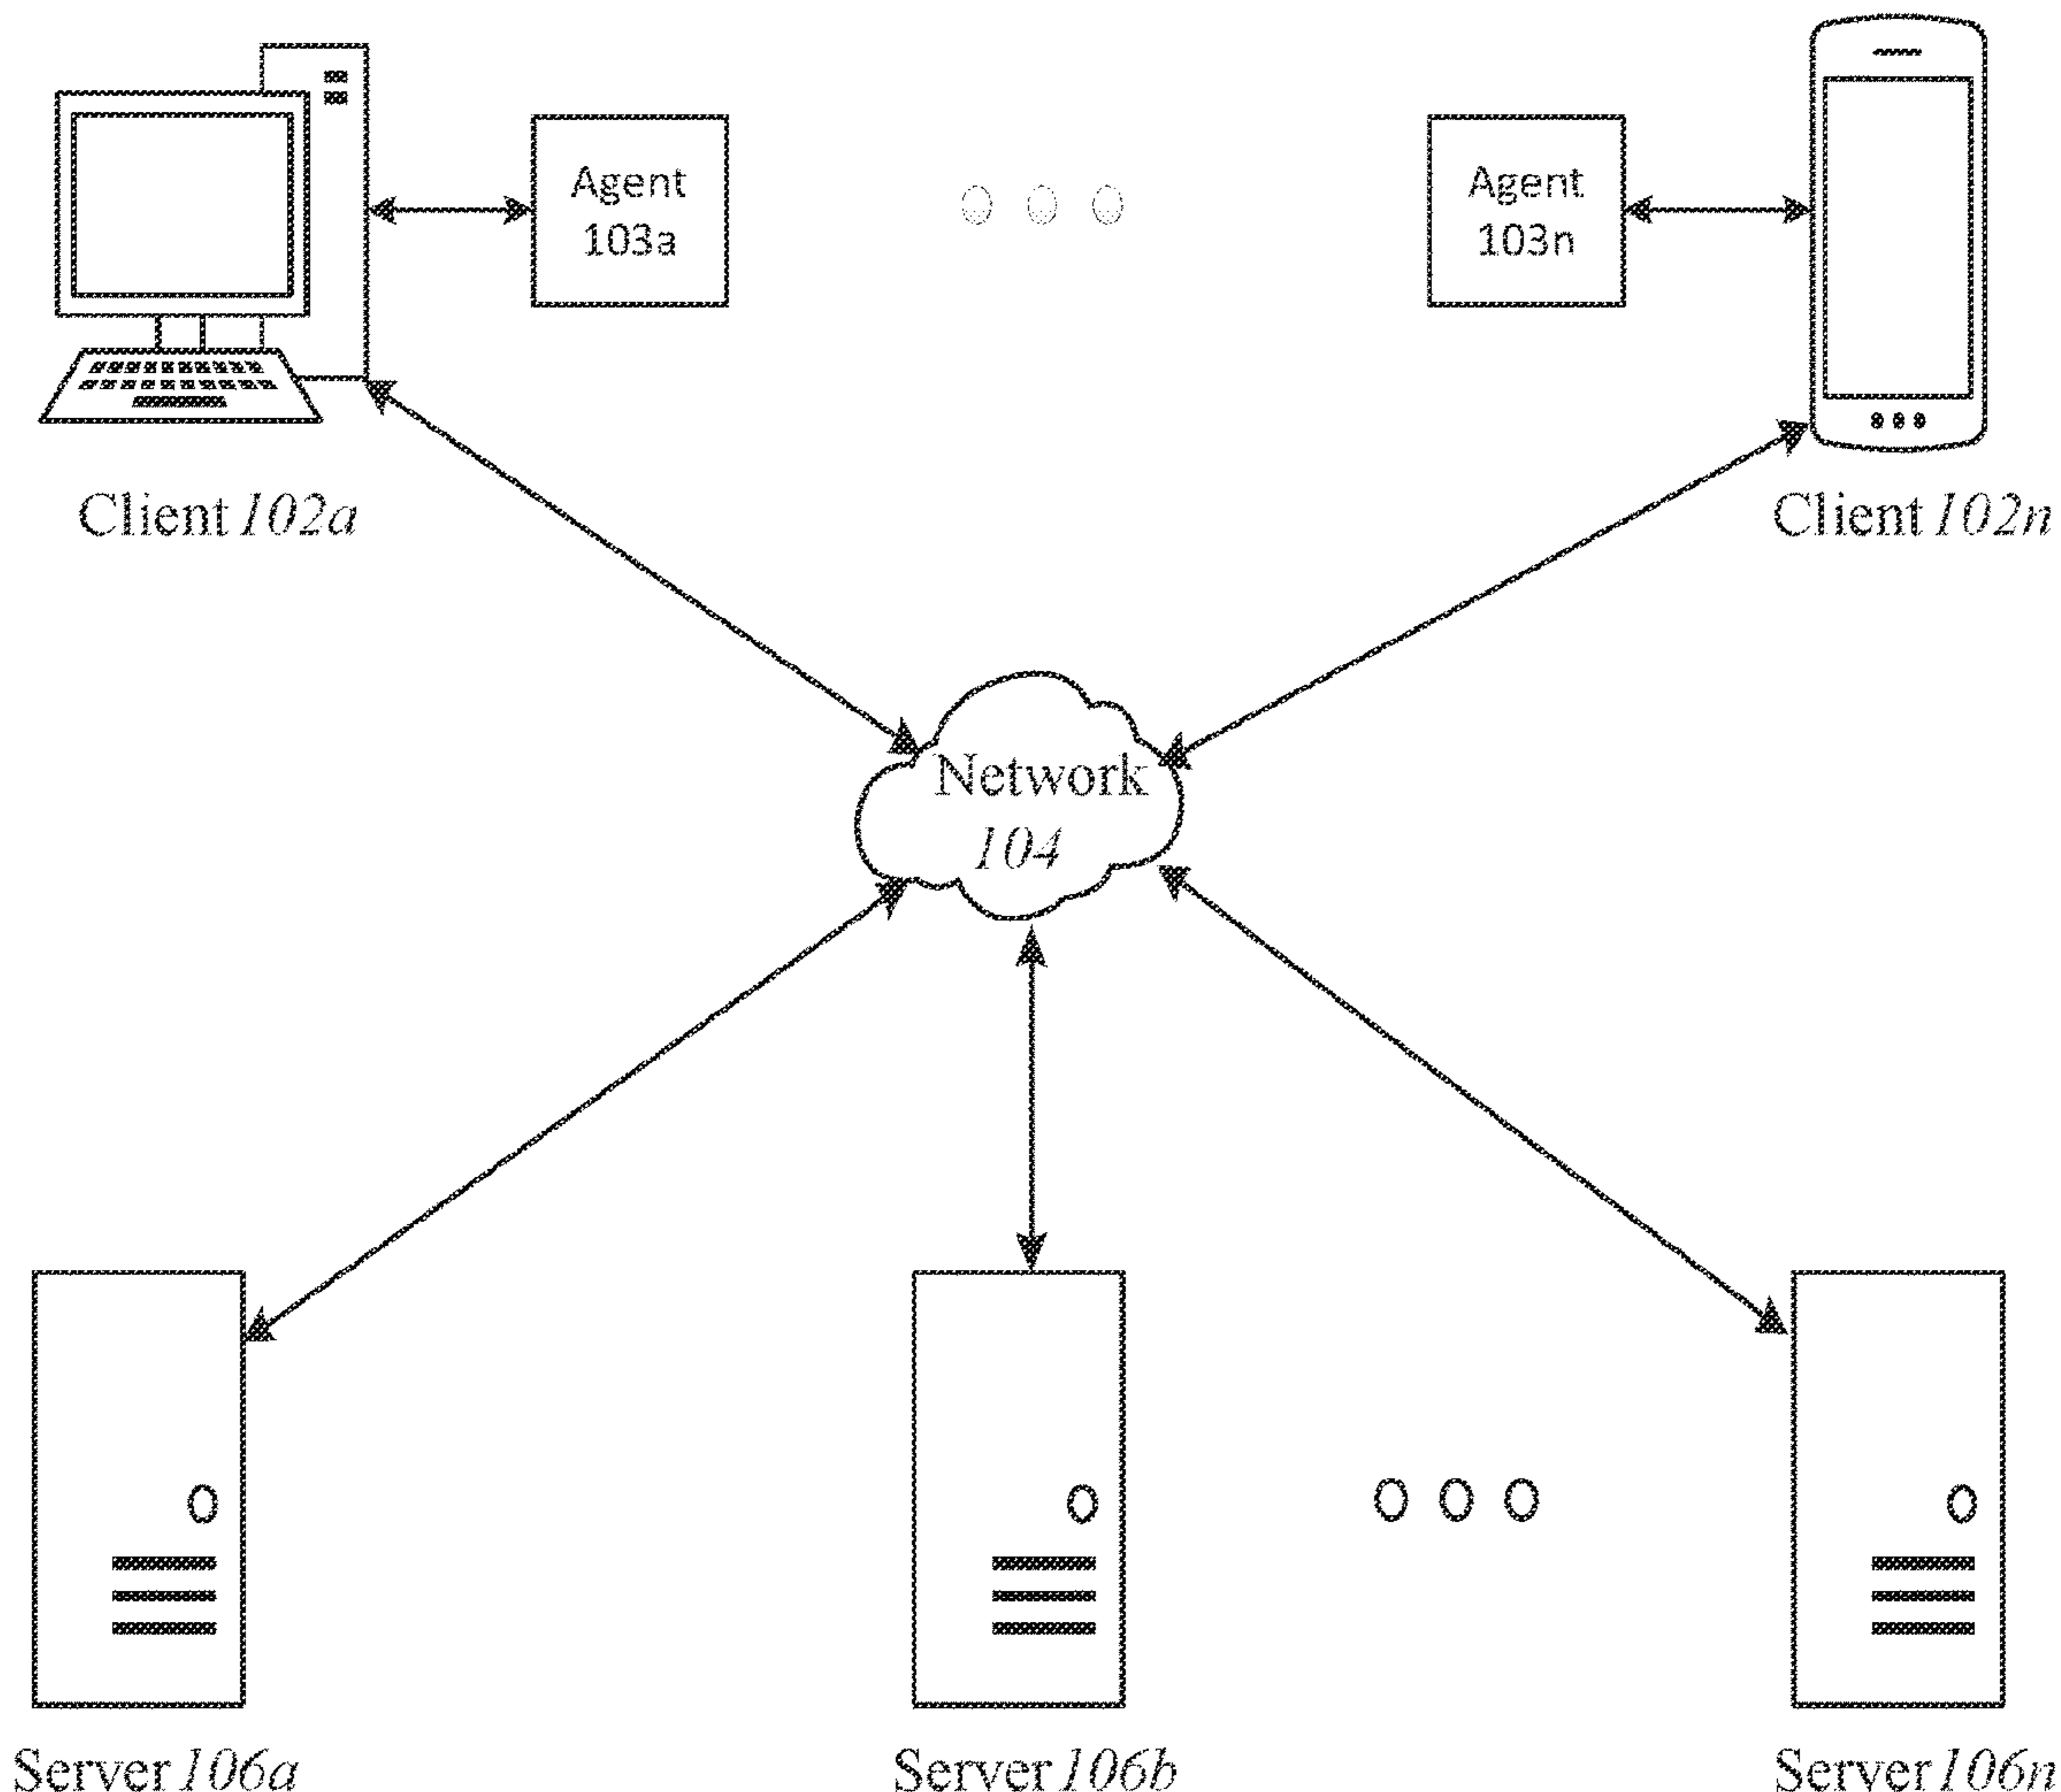 Agent
103a
Agent
103n
Client 102a
Client 102n
Network
104
Server 106a
Server 106b
Server 106n